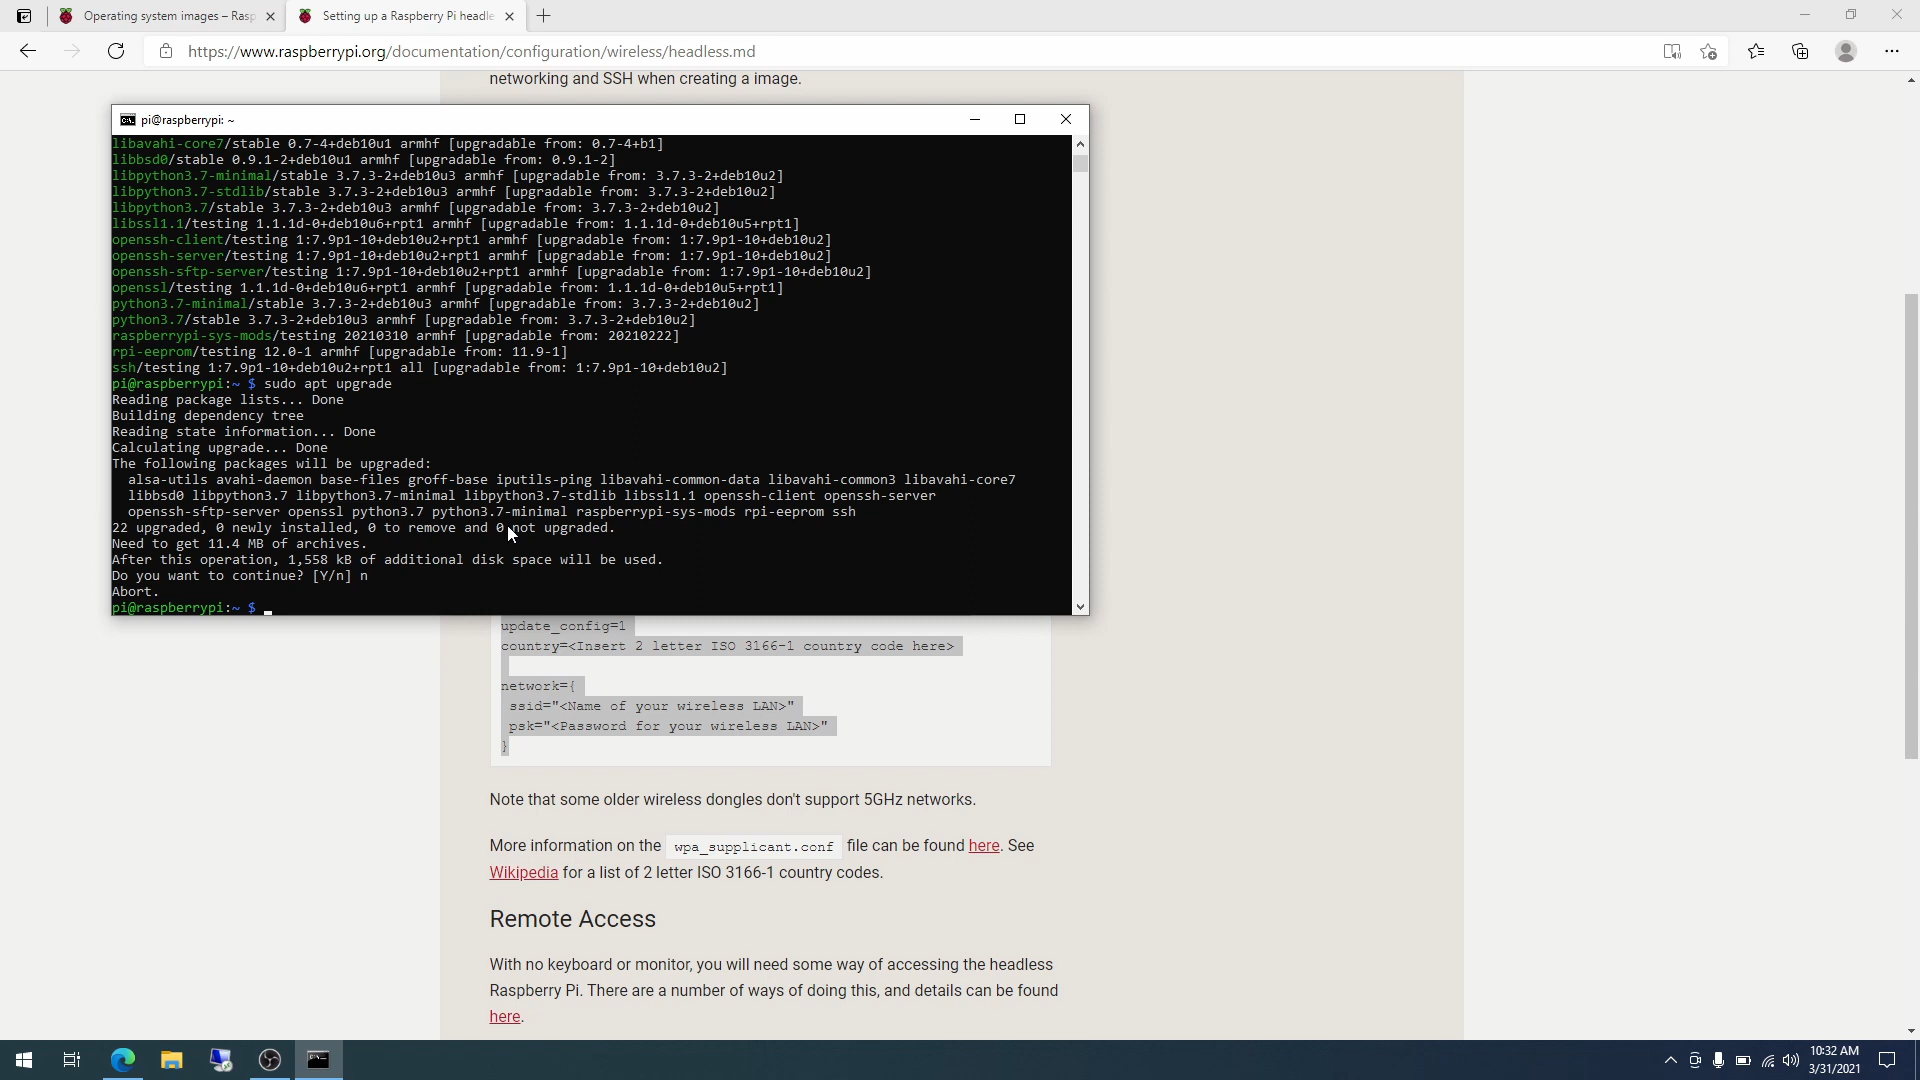 Operating system images – Rasp
Setting up a Raspberry Pi headle
https://www.raspberrypi.org/documentation/configuration/wireless/headless.md
networking and SSH when creating a image.
pi@raspberrypi: ~
libavahi-core7/stable 0.7-4+deb10u1 armhf [upgradable from: 0.7-4+b1]
libbsd0/stable 0.9.1-2+deb10u1 armhf [upgradable from: 0.9.1-2]
libpython3.7-minimal/stable 3.7.3-2+deb10u3 armhf [upgradable from: 3.7.3-2+deb10u2]
libpython3.7-stdlib/stable 3.7.3-2+deb10u3 armhf [upgradable from: 3.7.3-2+deb10u2]
libpython3.7/stable 3.7.3-2+deb10u3 armhf [upgradable from: 3.7.3-2+deb10u2]
libssl1.1/testing 1.1.1d-0+deb10u6+rpt1 armhf [upgradable from: 1.1.1d-0+deb10u5+rpt1]
openssh-client/testing 1:7.9p1-10+deb10u2+rpt1 armhf [upgradable from: 1:7.9p1-10+deb10u2]
openssh-server/testing 1:7.9p1-10+deb10u2+rpt1 armhf [upgradable from: 1:7.9p1-10+deb10u2]
openssh-sftp-server/testing 1:7.9p1-10+deb10u2+rpt1 armhf [upgradable from: 1:7.9p1-10+deb10u2]
openssl/testing 1.1.1d-0+deb10u6+rpt1 armhf [upgradable from: 1.1.1d-0+deb10u5+rpt1]
python3.7-minimal/stable 3.7.3-2+deb10u3 armhf [upgradable from: 3.7.3-2+deb10u2]
python3.7/stable 3.7.3-2+deb10u3 armhf [upgradable from: 3.7.3-2+deb10u2]
raspberrypi-sys-mods/testing 20210310 armhf [upgradable from: 20210222]
rpi-eeprom/testing 12.0-1 armhf [upgradable from: 11.9-1]
ssh/testing 1:7.9p1-10+deb10u2+rpt1 all [upgradable from: 1:7.9p1-10+deb10u2]
pi@raspberrypi:~ $ sudo apt upgrade
Reading package lists... Done
Building dependency tree
Reading state information... Done
Calculating upgrade... Done
The following packages will be upgraded:
alsa-utils avahi-daemon base-files groff-base iputils-ping libavahi-common-data libavahi-common3 libavahi-core7
libbsd0 libpython3.7 libpython3.7-minimal libpython3.7-stdlib libssl1.1 openssh-client openssh-server
openssh-sftp-server openssl python3.7 python3.7-minimal raspberrypi-sys-mods rpi-eeprom ssh
22 upgraded, 0 newly installed, 0 to remove and 0 not upgraded.
Need to get 11.4 MB of archives.
After this operation, 1,558 kB of additional disk space will be used.
Do you want to continue? [Y/n] n
Abort.
pi@raspberrypi:~ $
update_config=1
country=<Insert 2 letter ISO 3166-1 country code here>
network={
ssid="<Name of your wireless LAN>"
psk="<Password for your wireless LAN>"
}
Note that some older wireless dongles don't support 5GHz networks.
More information on the wpa_supplicant.conf file can be found here. See
Wikipedia for a list of 2 letter ISO 3166-1 country codes.
Remote Access
With no keyboard or monitor, you will need some way of accessing the headless
Raspberry Pi. There are a number of ways of doing this, and details can be found
here.
10:32 AM
3/31/2021